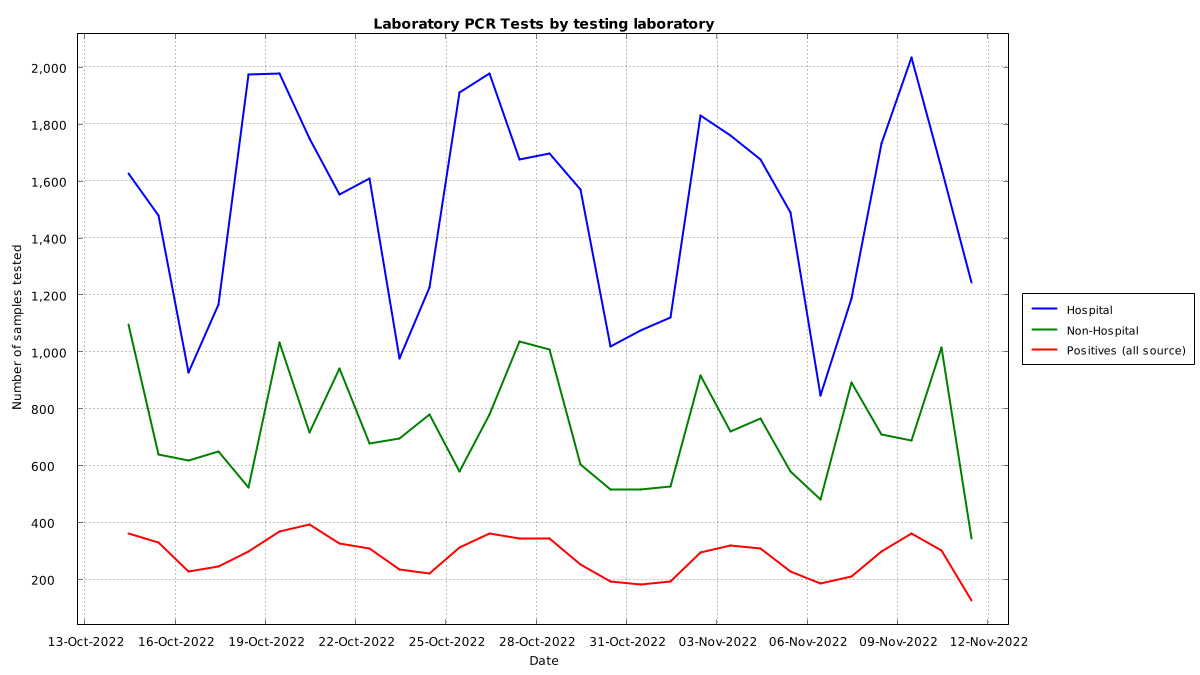 Laboratory PCR Tests by testing laboratory
Number of samples tested
2,000
1,800
1,600
1,400
1,200
1,000
800
600
400
200
13-Oct-2022 16-Oct-2022 19-Oct-2022 22-Oct-2022 25-Oct-2022 28-Oct-2022 31-Oct-2022 03-Nov-2022 06-Nov-2022 09-Nov-2022 12-Nov-2022
Date
Hospital
Non-Hospital
Positives (all source)